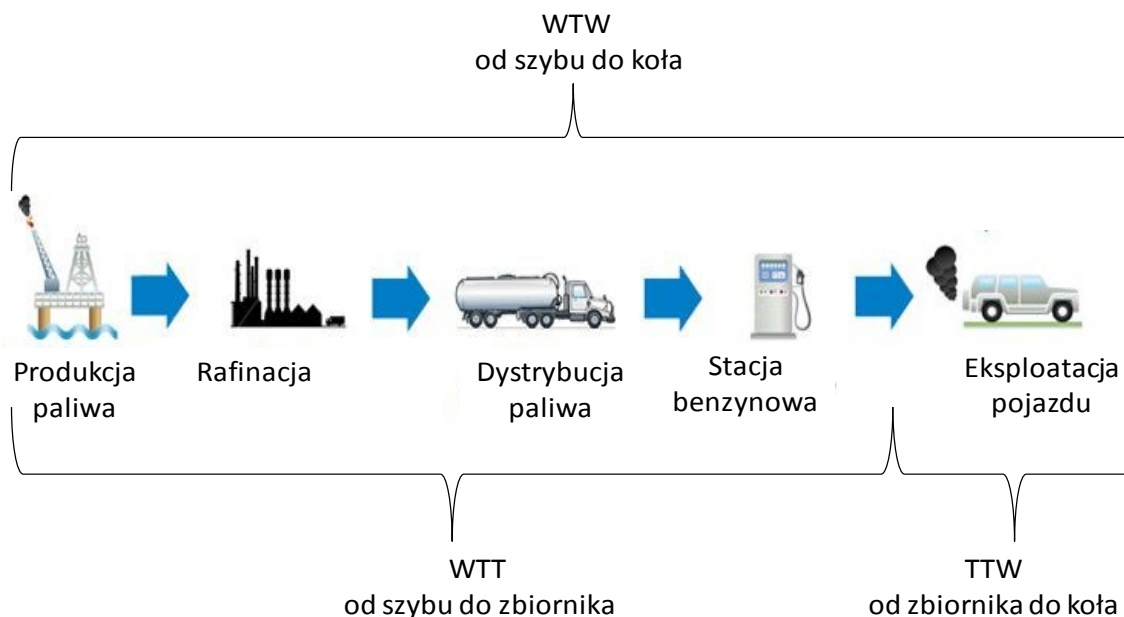 WTW
od szybu do koła
Produkcja
paliwa
Rafinacja
Dystrybucja
paliwa
Stacja
benzynowa
Eksploatacja
pojazdu
WTT
od szybu do zbiornika
TTW
od zbiornika do koła